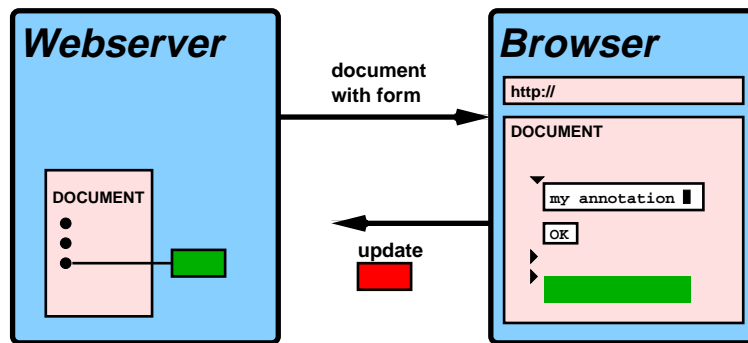 Webserver
Browser
document
with form
http://
DOCUMENT
my annotation
OK
DOCUMENT
update